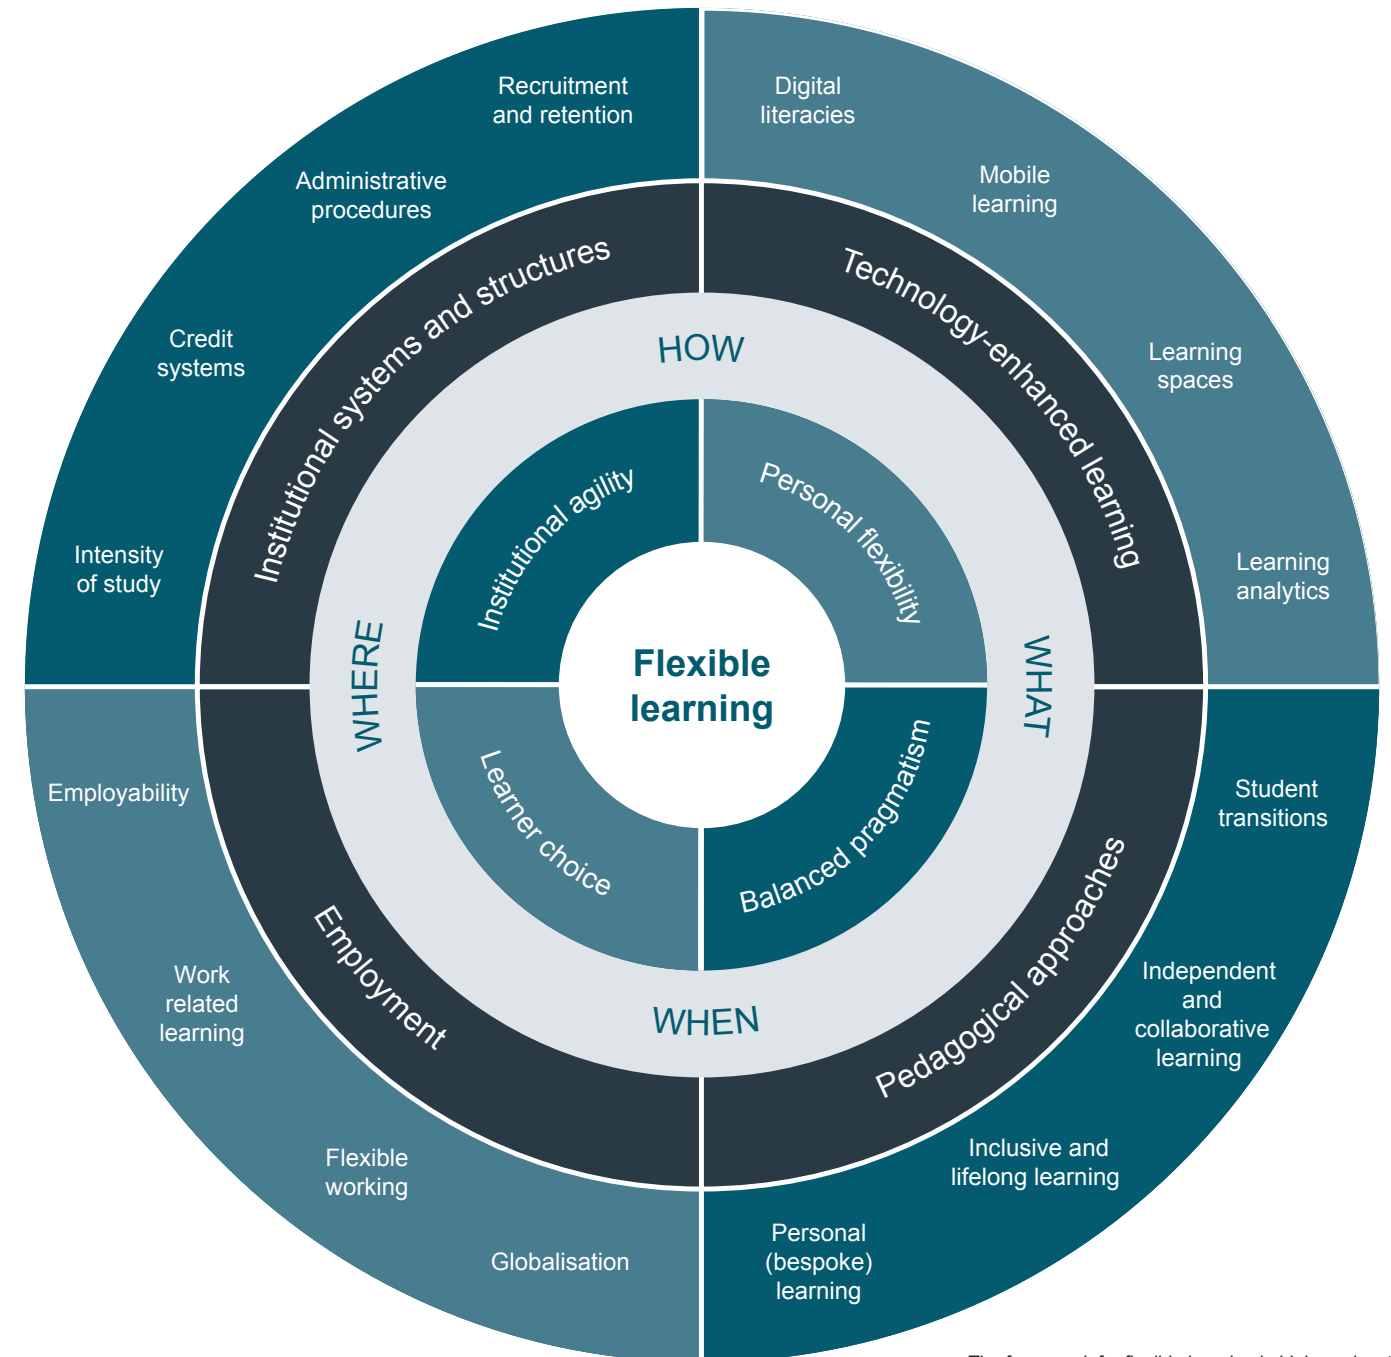 Recruitment
and retention
Administrative
procedures
Credit
systems
Intensity
of study
Digital
literacies
Mobile
learning
Learning
spaces
Learning
analytics
Student
transitions
Independent
and
collaborative
learning
Inclusive and
lifelong learning
Personal
(bespoke)
learning
Globalisation
Flexible
working
Work
related
learning
Employability
Institutional systems and structures
Technology-enhanced learning
Pedagogical approaches
Employment
HOW
WHAT
WHEN
WHERE
Institutional agility
Personal flexibility
Balanced pragmatism
Learner choice
Flexible
learning